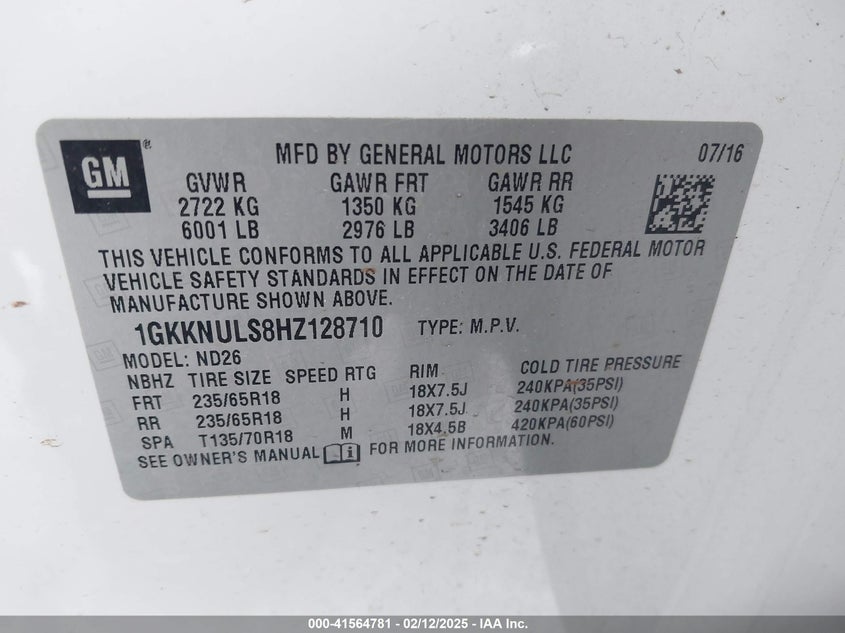 GM ®
MFD BY GENERAL MOTORS LLC 07/16
GVWR GAWR FRT GAWR RR
2722 KG 1350 KG 1545 KG
6001 LB 2976 LB 3406 LB
THIS VEHICLE CONFORMS TO ALL APPLICABLE U.S. FEDERAL MOTOR
VEHICLE SAFETY STANDARDS IN EFFECT ON THE DATE OF
MANUFACTURE SHOWN ABOVE.
1GKKNULS8HZ128710 TYPE: M.P.V.
MODEL: ND26
NBHZ TIRE SIZE SPEED RTG RIM COLD TIRE PRESSURE
FRT 235/65R18 H 18X7.5J 240KPA(35PSI)
RR 235/65R18 H 18X7.5J 240KPA(35PSI)
SPA T135/70R18 M 18X4.5B 420KPA(60PSI)
SEE OWNER'S MANUAL i FOR MORE INFORMATION.
000-41564781 - 02/12/2025 - IAA Inc.